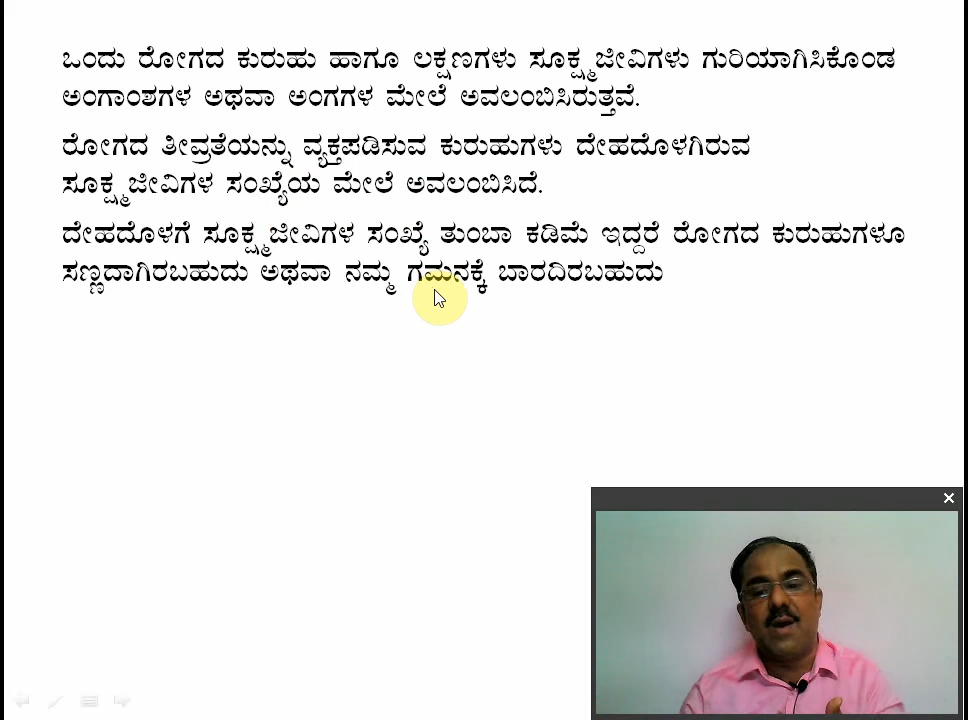 ಒಂದು ರೋಗದ ಕುರುಹು ಹಾಗೂ ಲಕ್ಷಣಗಳು ಸೂಕ್ಷ್ಮಜೀವಿಗಳು ಗುರಿಯಾಗಿಸಿಕೊಂಡ
ಅಂಗಾಂಶಗಳ ಅಥವಾ ಅಂಗಗಳ ಮೇಲೆ ಅವಲಂಬಿಸಿರುತ್ತವೆ.
ರೋಗದ ತೀವ್ರತೆಯನ್ನು ವ್ಯಕ್ತಪಡಿಸುವ ಕುರುಹುಗಳು ದೇಹದೊಳಗಿರುವ
ಸೂಕ್ಷ್ಮಜೀವಿಗಳ ಸಂಖ್ಯೆಯ ಮೇಲೆ ಅವಲಂಬಿಸಿದೆ.
ದೇಹದೊಳಗೆ ಸೂಕ್ಷ್ಮಜೀವಿಗಳ ಸಂಖ್ಯೆ ತುಂಬಾ ಕಡಿಮೆ ಇದ್ದರೆ ರೋಗದ ಕುರುಹುಗಳೂ
ಸಣ್ಣದಾಗಿರಬಹುದು ಅಥವಾ ನಮ್ಮ ಗಮನಕ್ಕೆ ಬಾರದಿರಬಹುದು